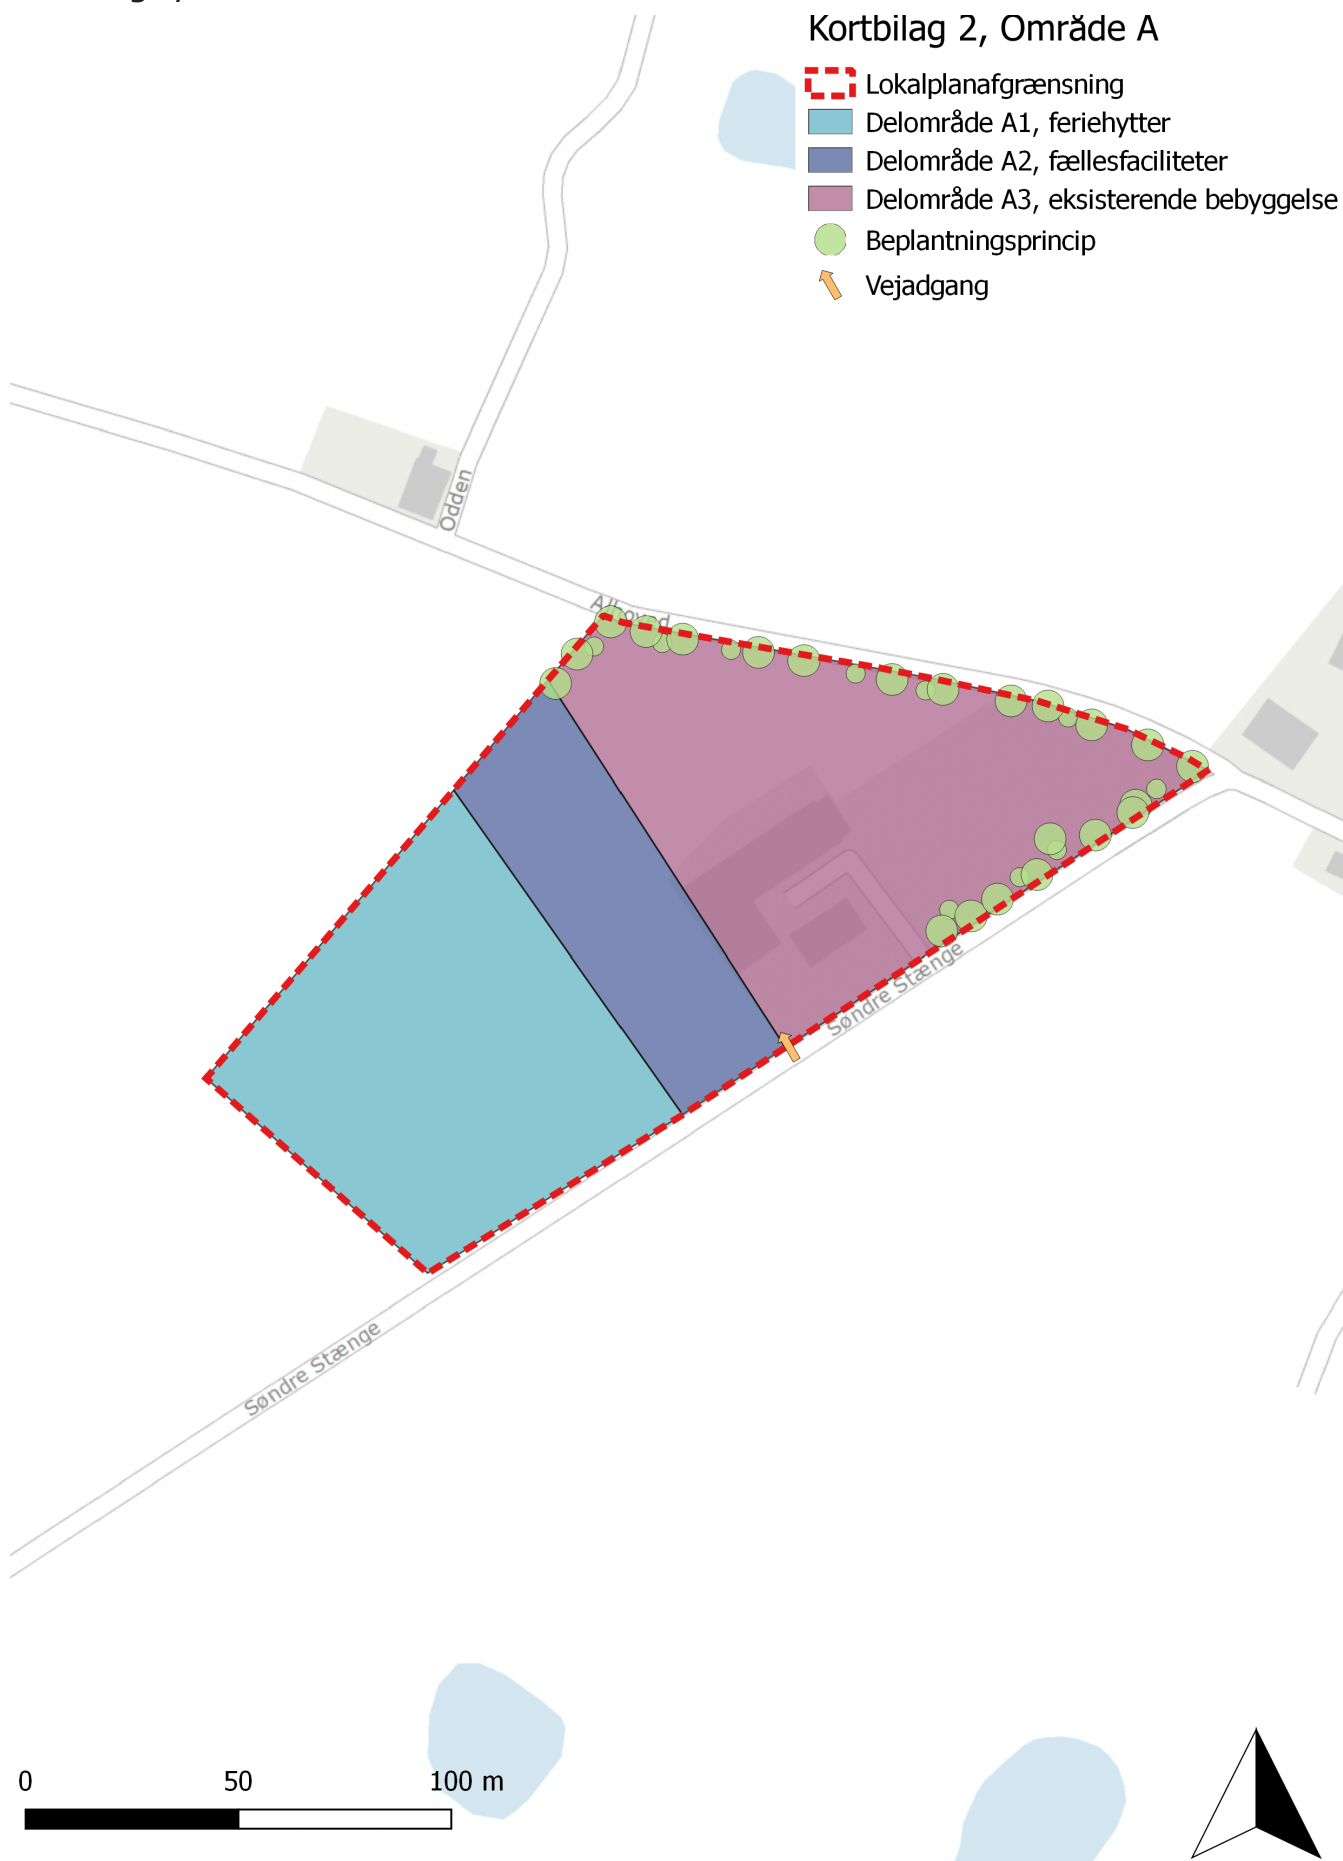 Kortbilag 2, Område A
Lokalplanafgrænsning
Delområde A1, feriehytter
Delområde A2, fællesfaciliteter
Delområde A3, eksisterende bebyggelse
Beplantningsprincip
Vejadgang
Odden
Søndre Stænge
Søndre Stænge
0 50 100 m